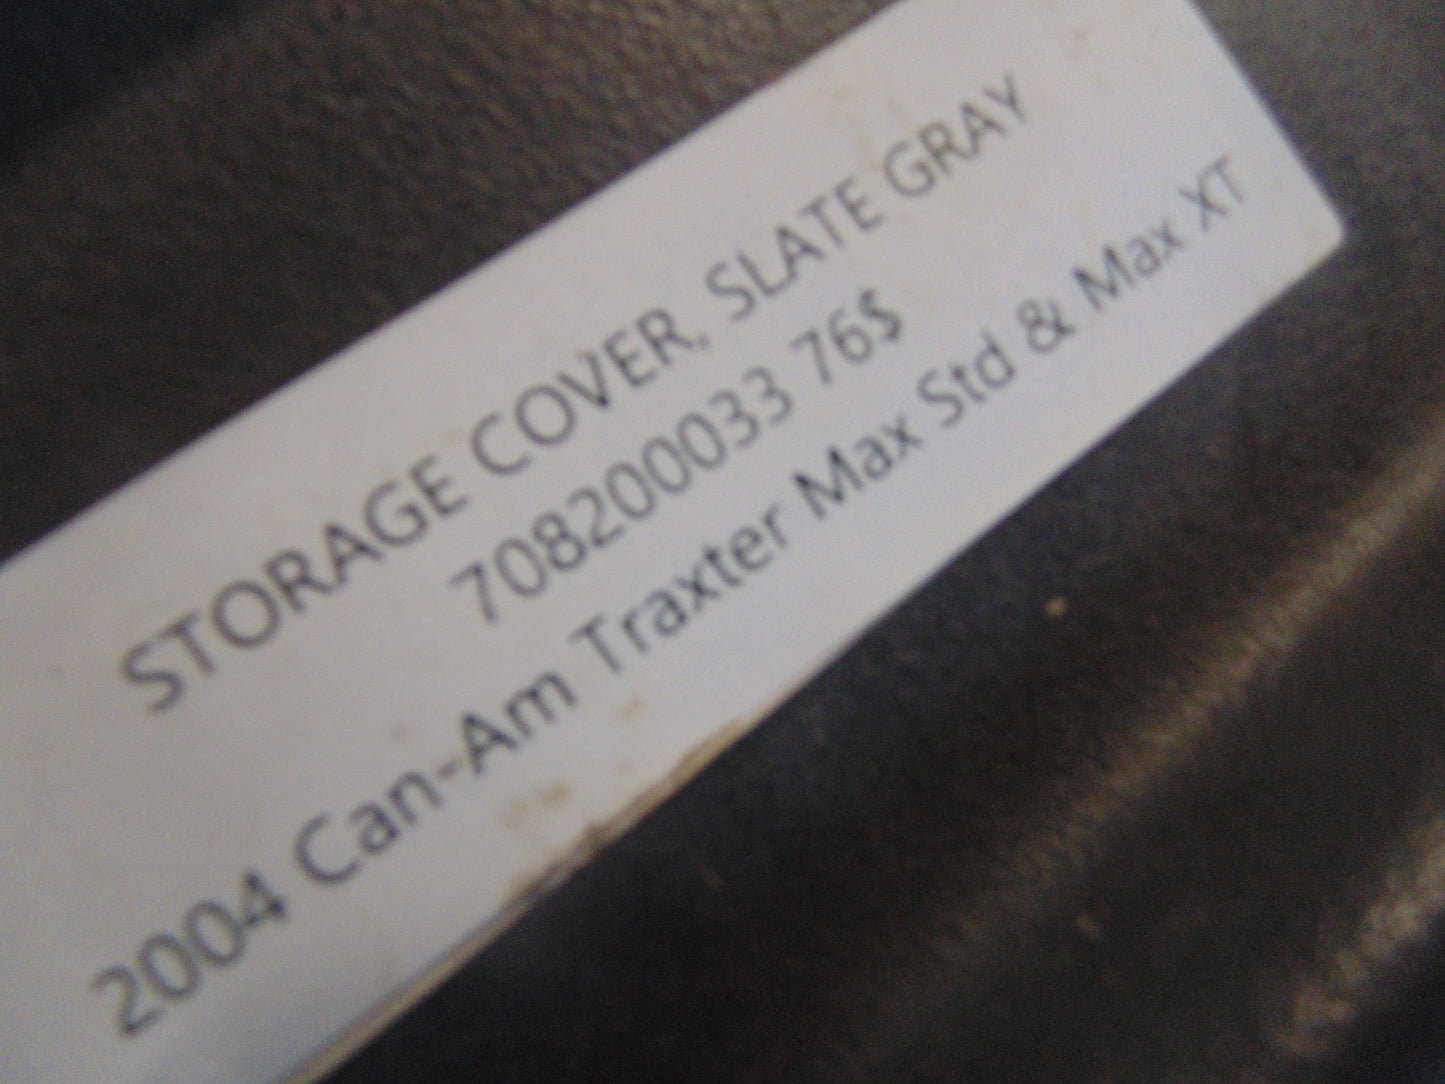 STORAGE COVER, SLATE GRAY
708200033 76$
2004 Can-Am Traxter Max Std & Max XT